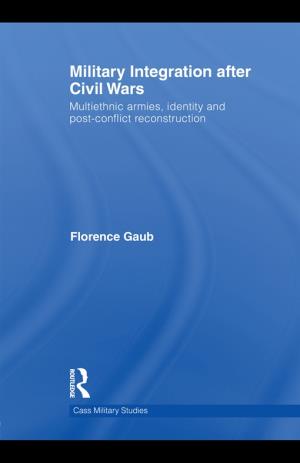 Military Integration after
Civil Wars
Multiethnic armies, identity and
post-conflict reconstruction
Florence Gaub
ROUTLEDGE
Cass Military Studies